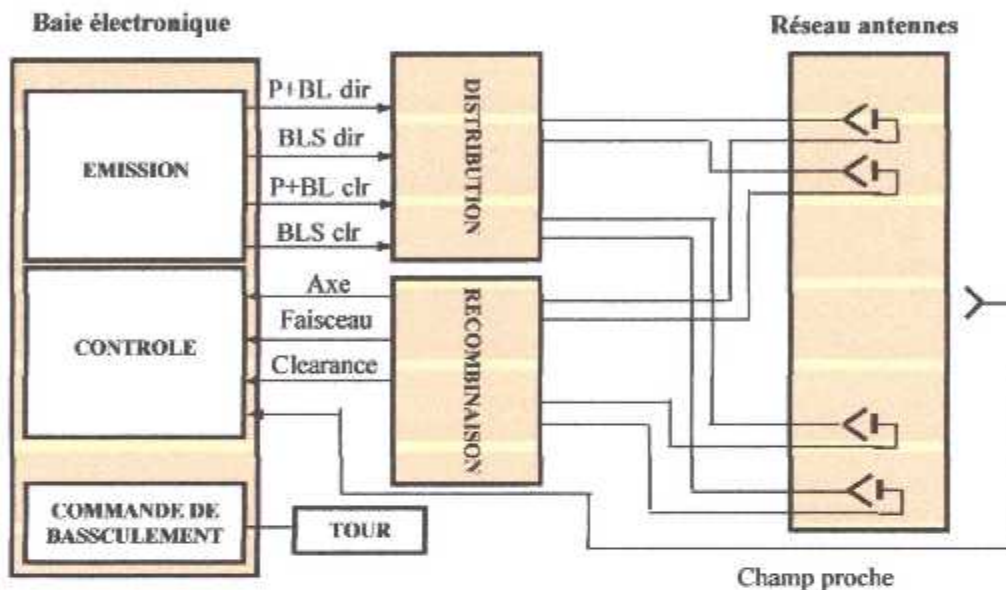 Baie électronique
Réseau antennes
P+BL dir
BLS dir
P+BL clr
BLS clr
EMISSION
DISTRIBUTION
Axe
Faisceau
Clearance
CONTROLE
RECOMBINAISON
COMMANDE DE
BASSCULEMENT
TOUR
Champ proche